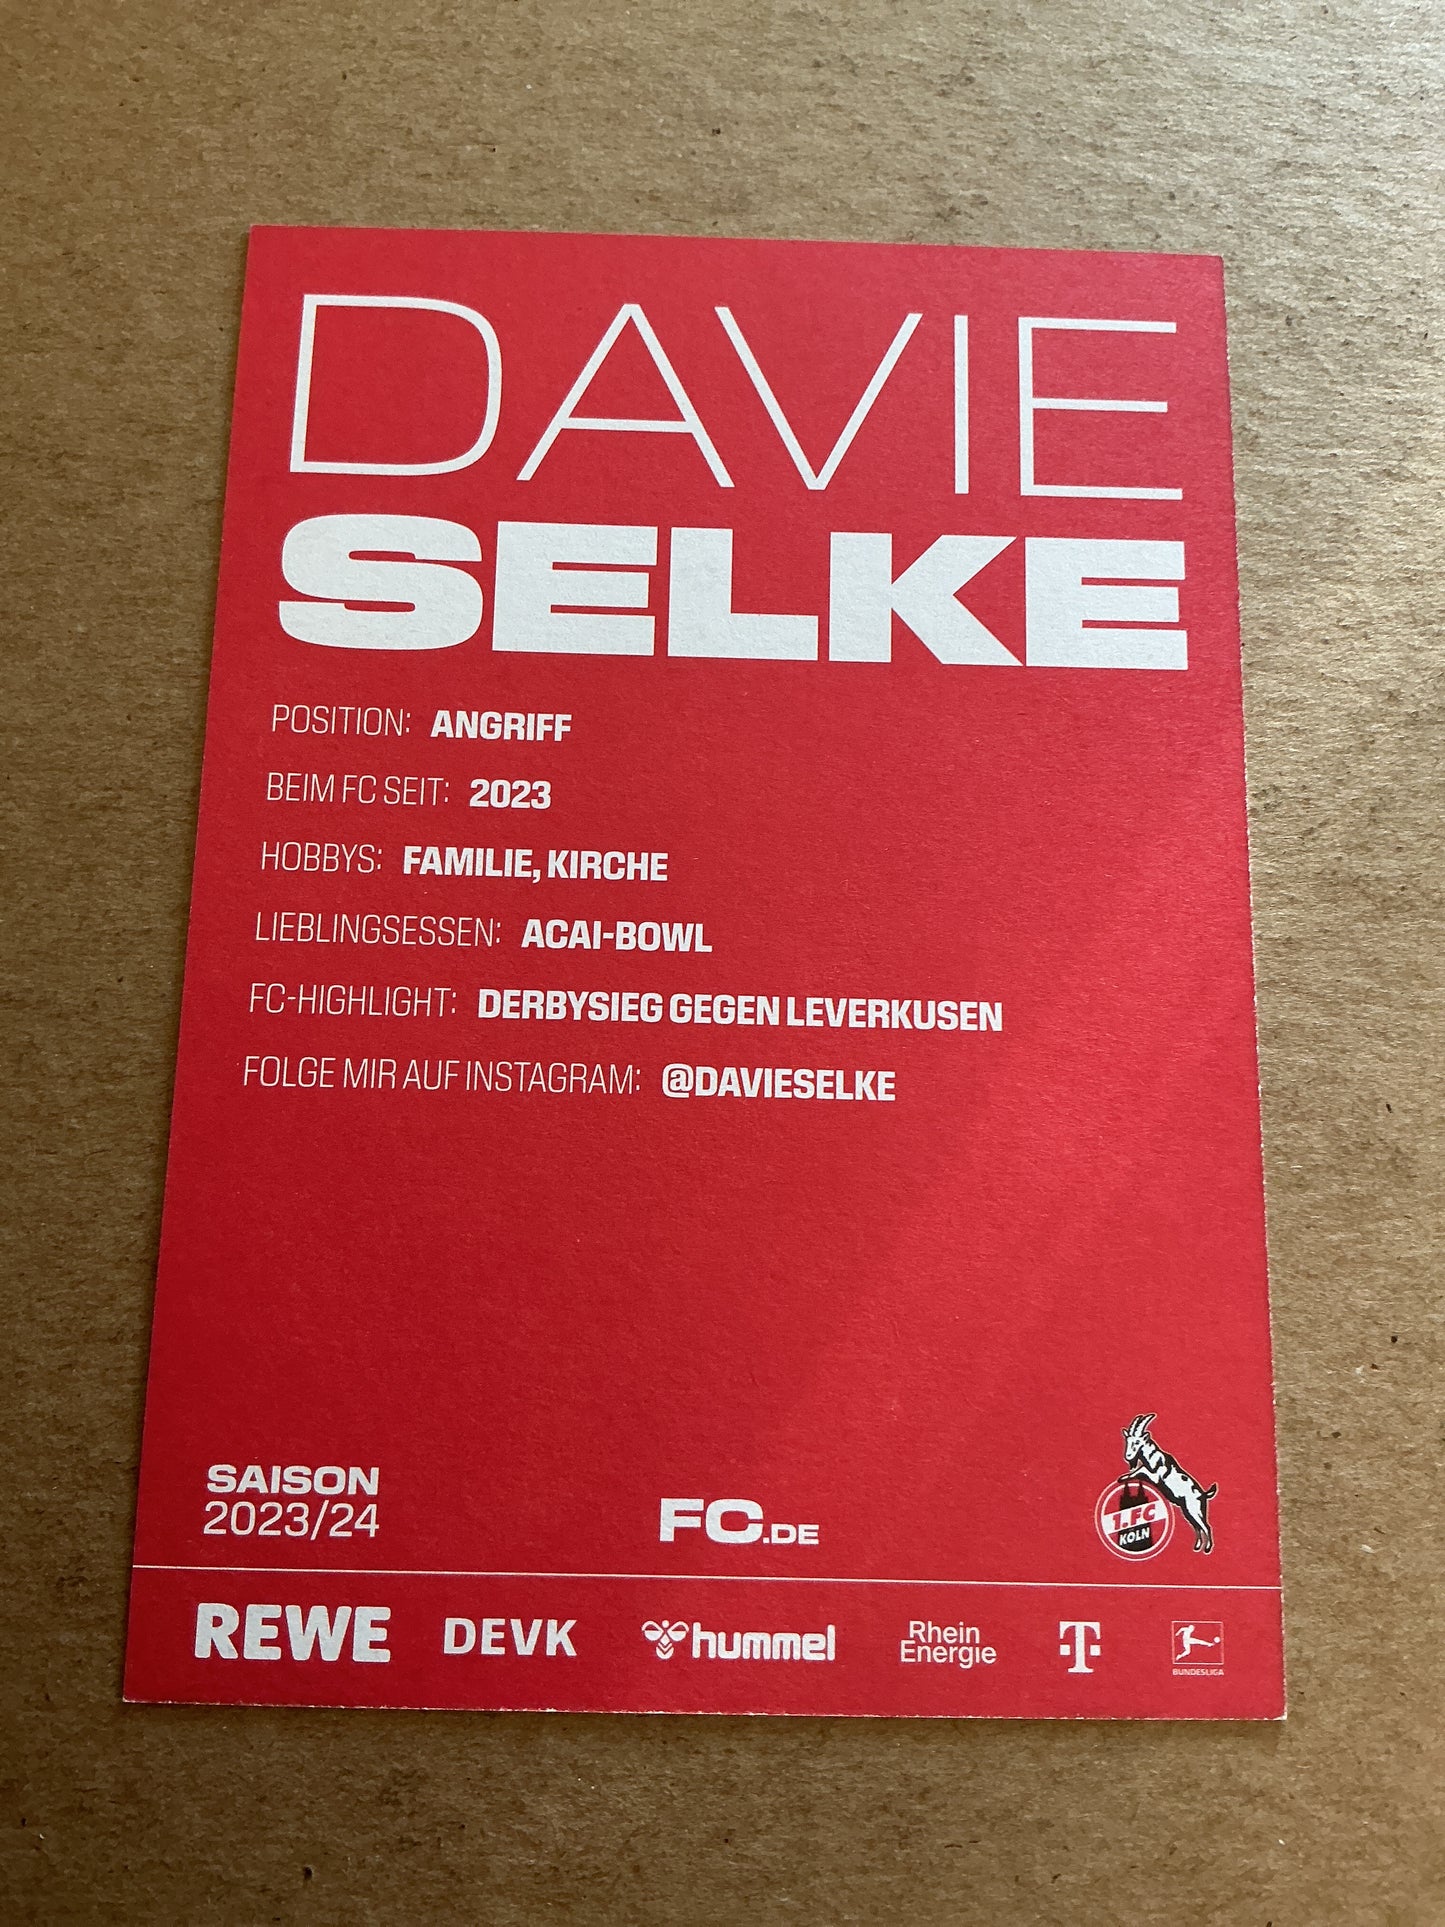 DAVIE
SELKE
POSITION: ANGRIFF
BEIM FC SEIT: 2023
HOBBYS: FAMILIE, KIRCHE
LIEBLINGSESSEN: ACAI-BOWL
FC-HIGHLIGHT: DERBYSIEG GEGEN LEVERKUSEN
FOLGE MIR AUF INSTAGRAM: @DAVIESELKE
SAISON
2023/24
FC.DE
1.FC
KÖLN
REWE
DEVK
hummel
Rhein
Energie
T
BUNDESLIGA